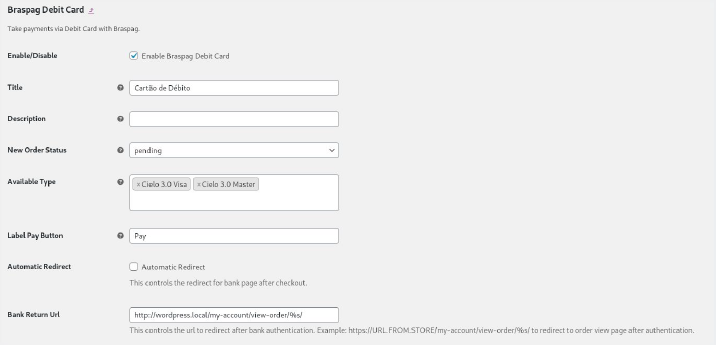 Braspag Debit Card
Take payments via Debit Card with Braspag.
Enable/Disable
Enable Braspag Debit Card
Title
Cartão de Débito
Description
New Order Status
pending
Available Type
×Cielo 3.0 Visa ×Cielo 3.0 Master
Label Pay Button
Pay
Automatic Redirect
Automatic Redirect
This controls the redirect for bank page after checkout.
Bank Return Url
http://wordpress.local/my-account/view-order/%s/
This controls the url to redirect after bank authentication. Example: https://URL.FROM.STORE/my-account/view-order/%s/ to redirect to order view page after authentication.